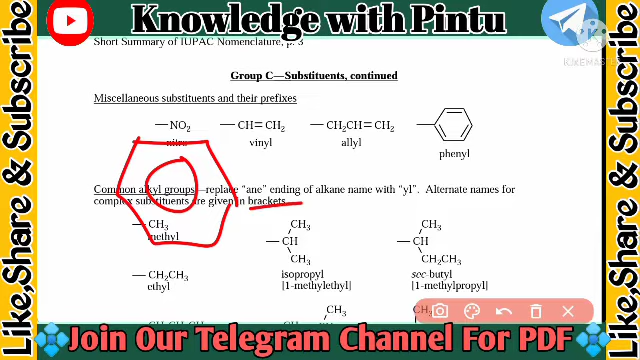 Knowledge with Pintu
Short Summary of IUPAC Nomenclature, p. 3
Group C—Substituents, continued
Miscellaneous substituents and their prefixes
—NO2
—CH=CH2
—CH2CH=CH2
nitro
vinyl
allyl
phenyl
Common alkyl groups—replace "ane" ending of alkane name with "yl". Alternate names for
complex substituents are given in brackets.
—CH3
methyl
CH3
—CH
CH3
isopropyl
[1-methylethyl]
CH3
—CH
CH2CH3
sec-butyl
[1-methylpropyl]
—CH2CH3
ethyl
CH3
Like,Share & Subscribe
Like,Share & Subscribe
KINEMASTER
Join Our Telegram Channel For PDF